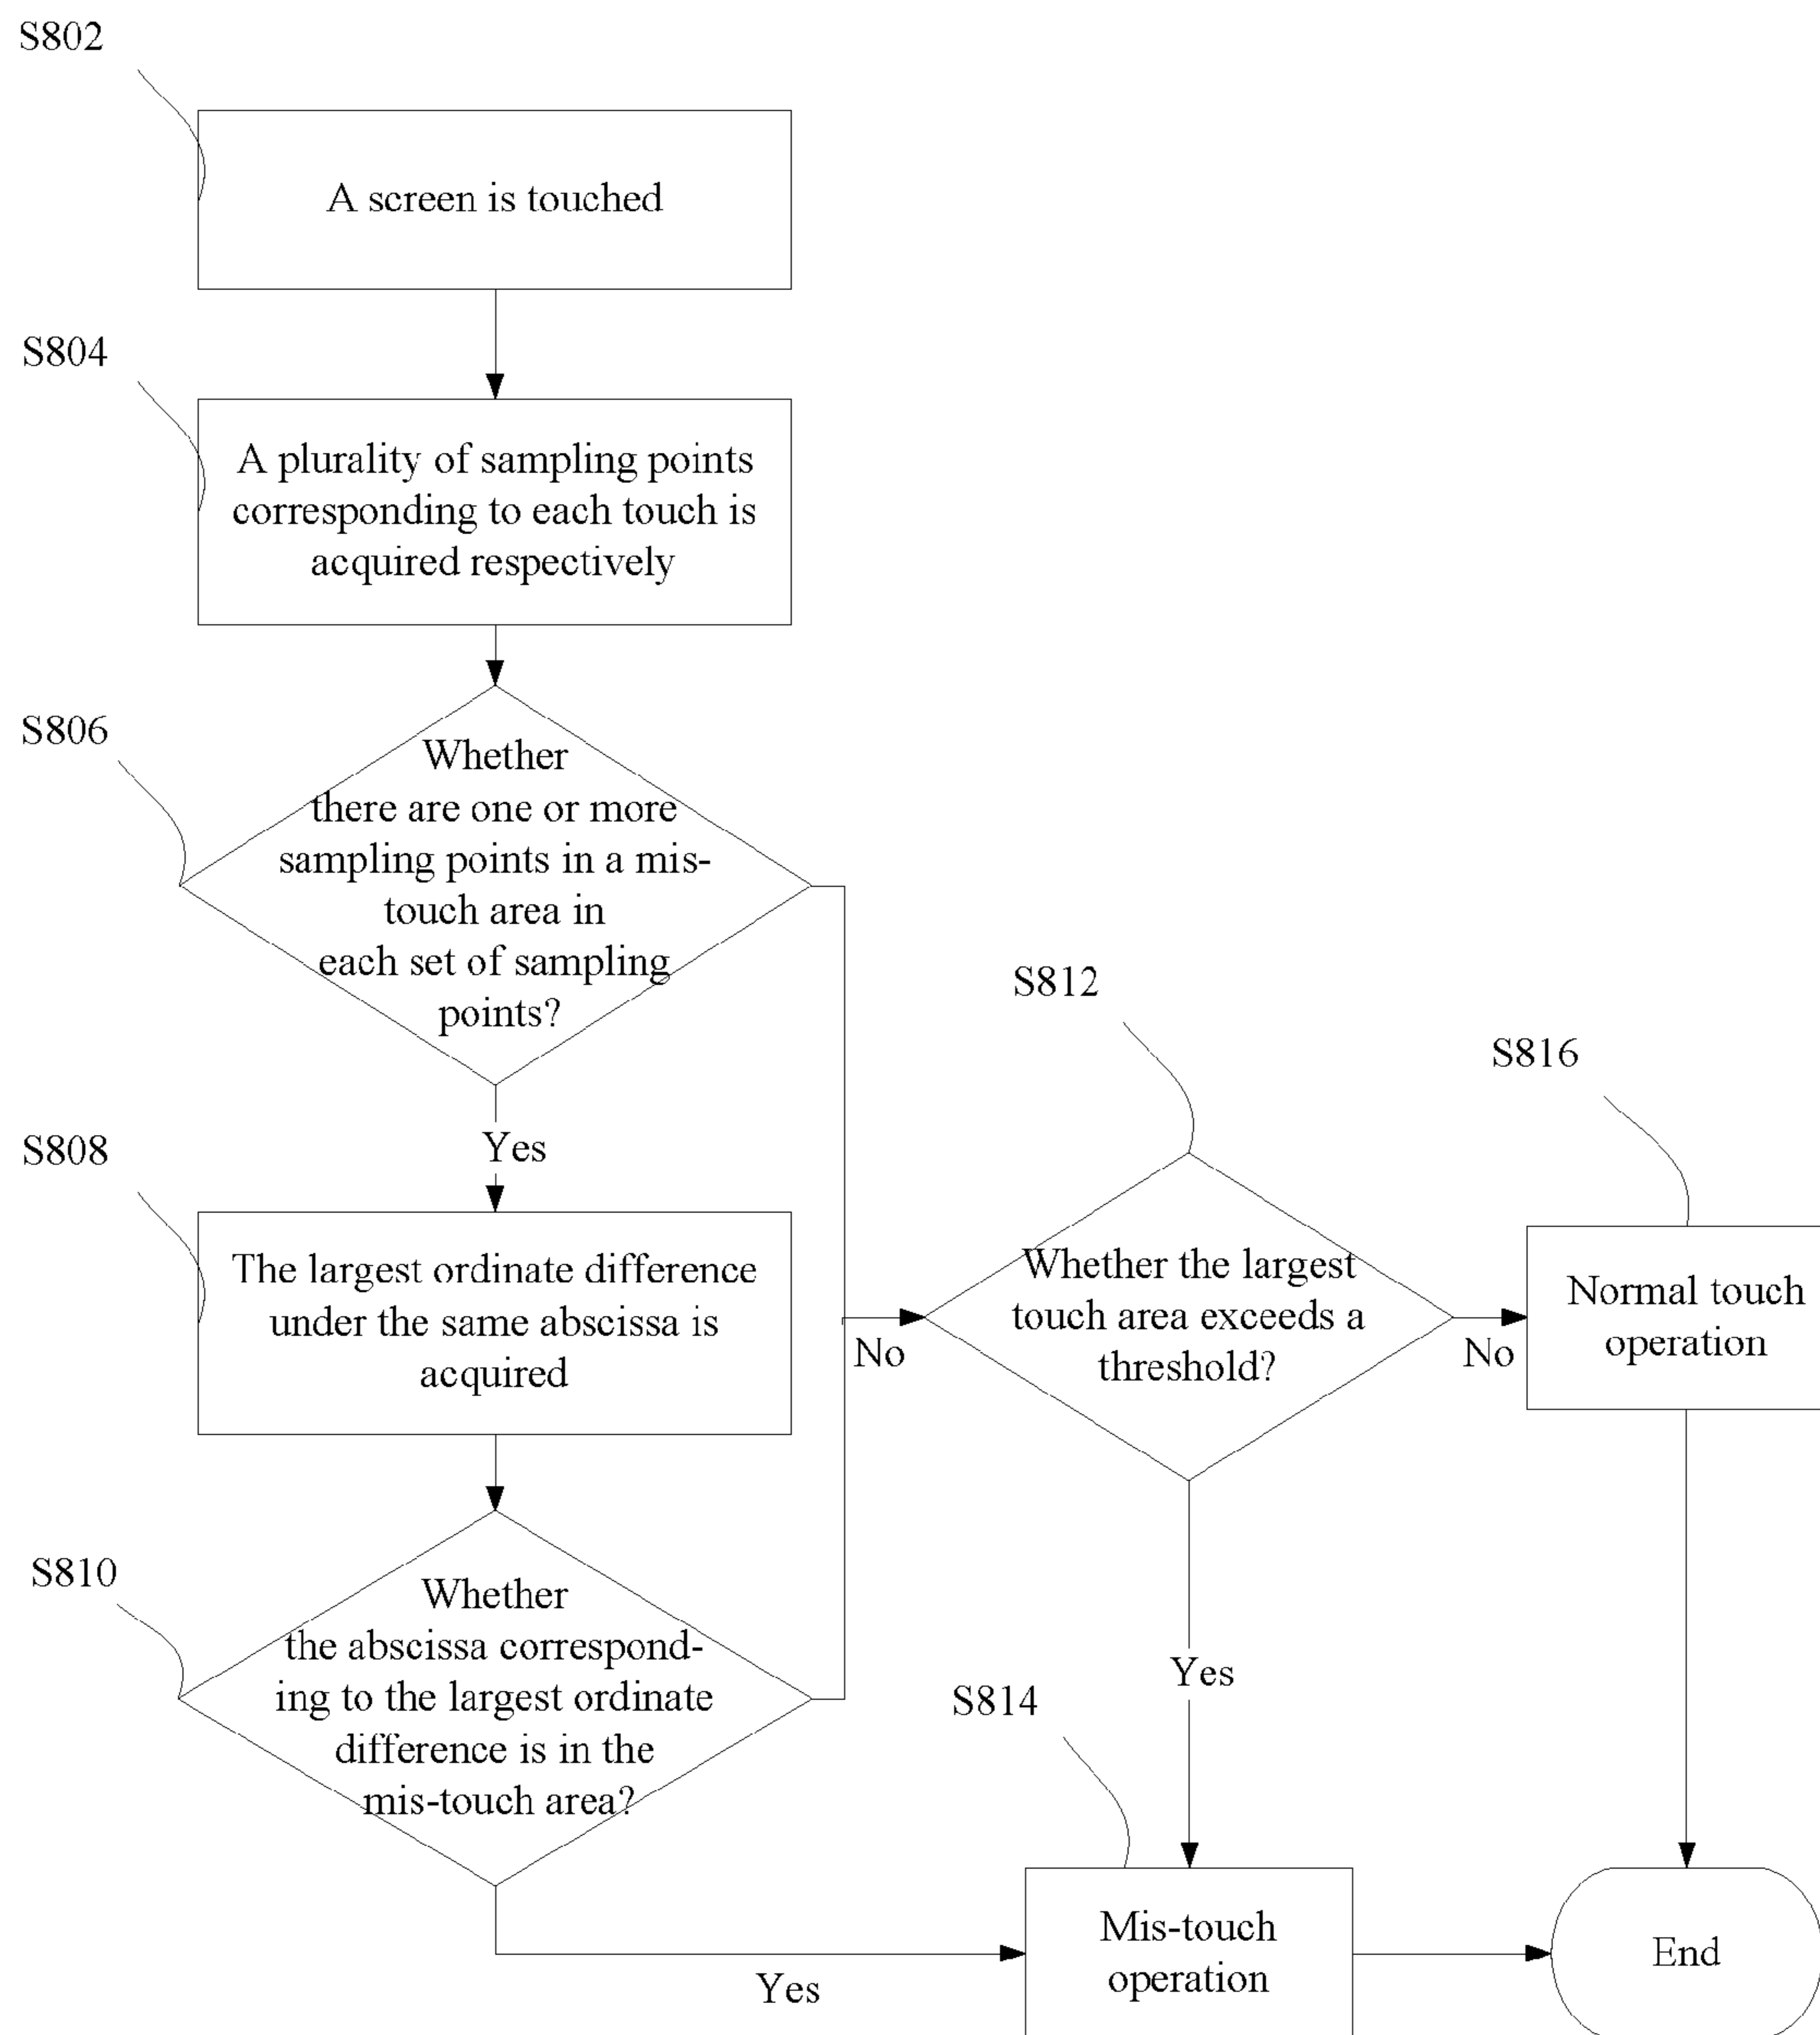 S802
A screen is touched
S804
A plurality of sampling points
corresponding to each touch is
acquired respectively
S806
Whether
there are one or more
sampling points in a mis-
touch area in
each set of sampling
points?
Yes
S808
The largest ordinate difference
under the same abscissa is
acquired
S810
Whether
the abscissa correspond-
ing to the largest ordinate
difference is in the
mis-touch area?
Yes
No
S812
Whether the largest
touch area exceeds a
threshold?
No
Yes
S816
Normal touch
operation
S814
Mis-touch
operation
End